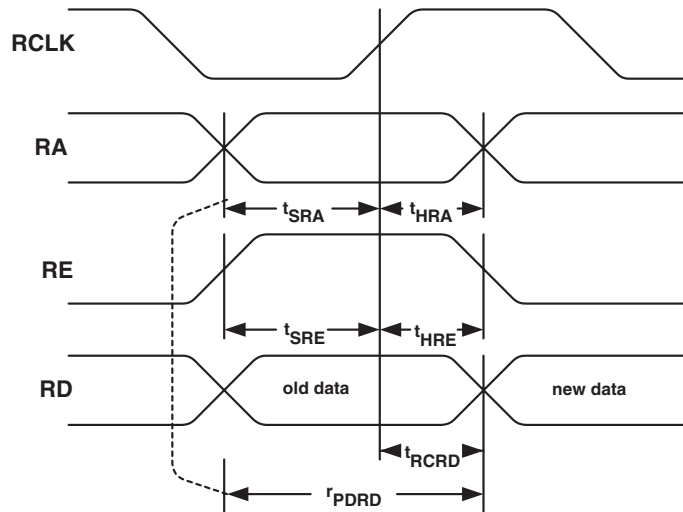 RCLK
RA
tSRA tHRA
RE
tSRE tHRE
RD old data new data
tRCRD
rPDRD